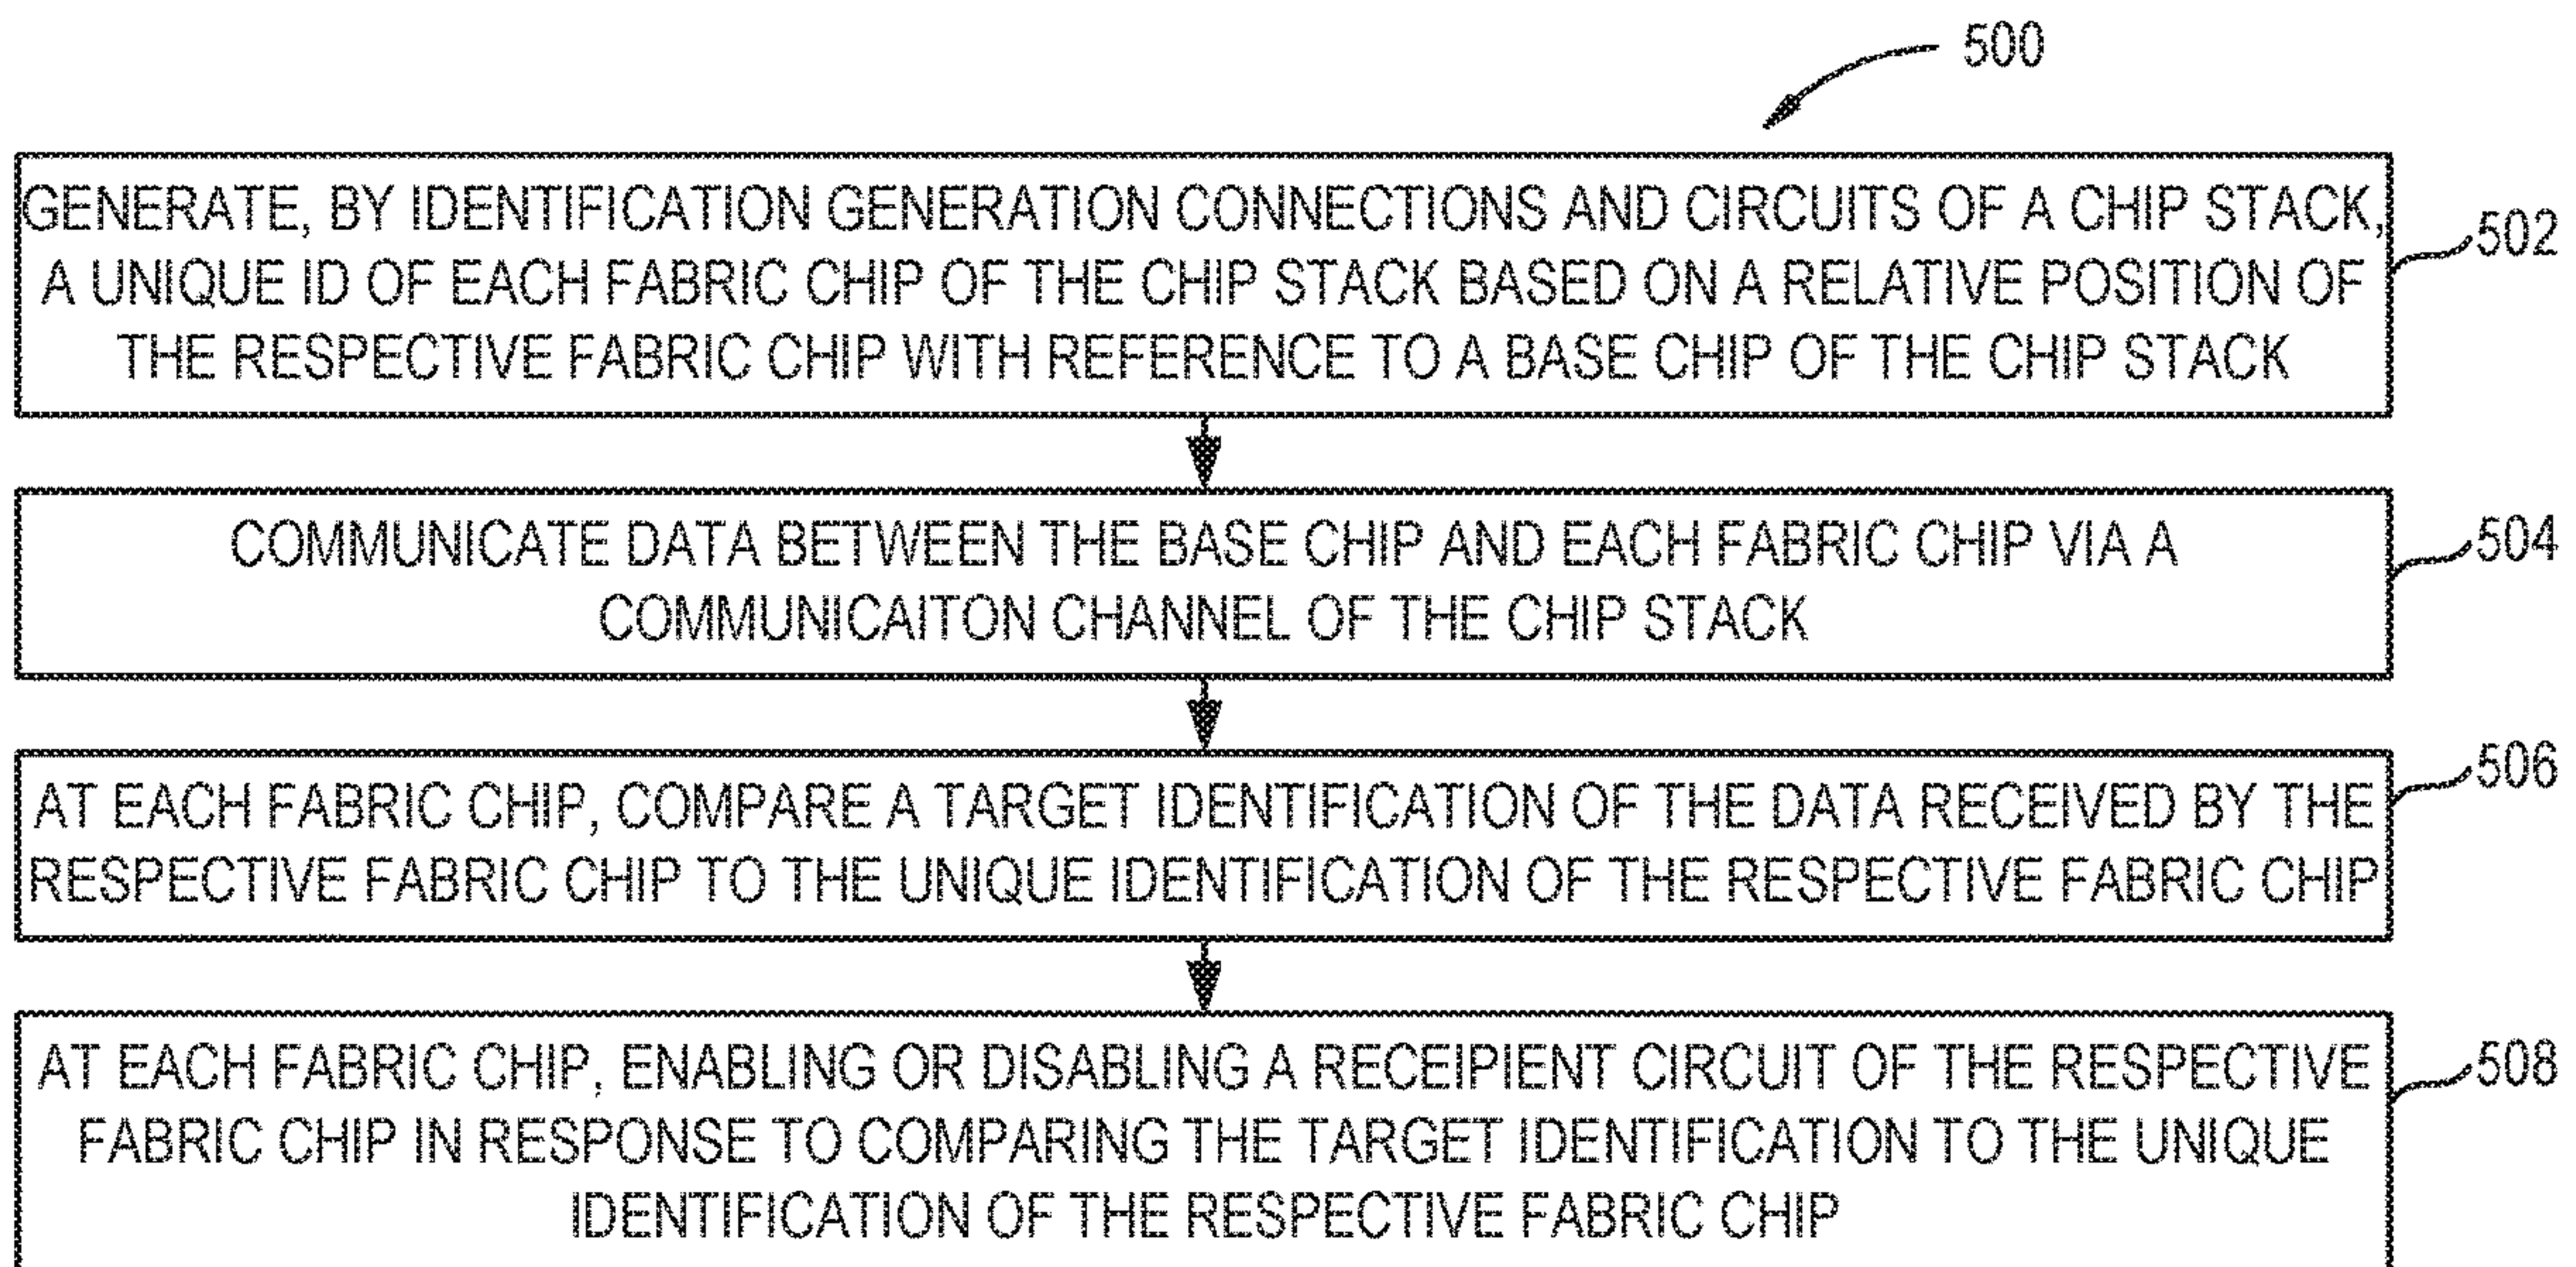 500
GENERATE, BY IDENTIFICATION GENERATION CONNECTIONS AND CIRCUITS OF A CHIP STACK,
A UNIQUE ID OF EACH FABRIC CHIP OF THE CHIP STACK BASED ON A RELATIVE POSITION OF
THE RESPECTIVE FABRIC CHIP WITH REFERENCE TO A BASE CHIP OF THE CHIP STACK
502
COMMUNICATE DATA BETWEEN THE BASE CHIP AND EACH FABRIC CHIP VIA A
COMMUNICAITON CHANNEL OF THE CHIP STACK
504
AT EACH FABRIC CHIP, COMPARE A TARGET IDENTIFICATION OF THE DATA RECEIVED BY THE
RESPECTIVE FABRIC CHIP TO THE UNIQUE IDENTIFICATION OF THE RESPECTIVE FABRIC CHIP
506
AT EACH FABRIC CHIP, ENABLING OR DISABLING A RECEIPIENT CIRCUIT OF THE RESPECTIVE
FABRIC CHIP IN RESPONSE TO COMPARING THE TARGET IDENTIFICATION TO THE UNIQUE
IDENTIFICATION OF THE RESPECTIVE FABRIC CHIP
508